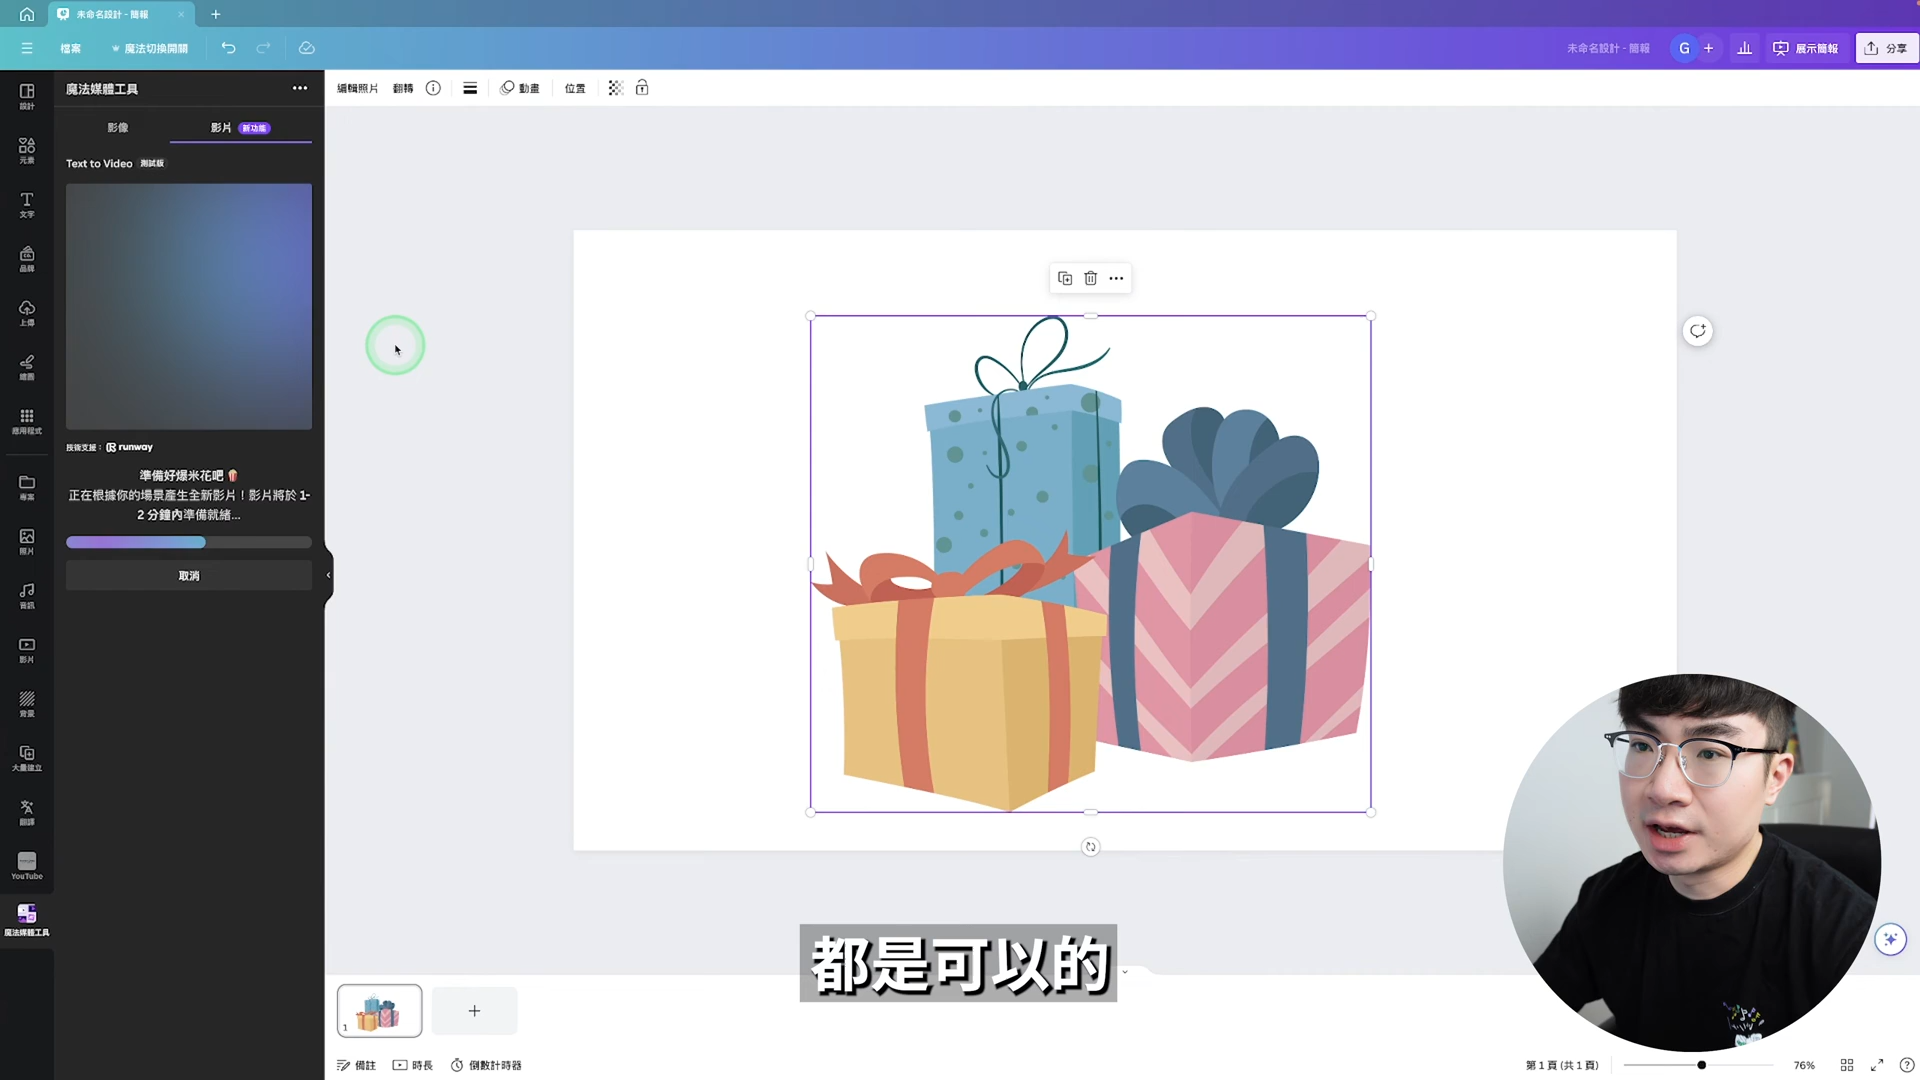 未命名設計 - 簡報
檔案
魔法切換開關
未命名設計 - 簡報
G
展示簡報
分享
設計
元素
文字
品牌
上傳
繪圖
應用程式
專案
照片
音訊
影片
背景
大量建立
翻譯
YouTube
魔法媒體工具
魔法媒體工具
影像
影片 新功能
Text to Video 測試版
技術支援： runway
準備好爆米花吧🍿
正在根據你的場景產生全新影片！影片將於 1-
2 分鐘內準備就緒...
取消
編輯照片
翻轉
動畫
位置
都是可以的
1
備註
時長
倒數計時器
第 1 頁 (共 1 頁)
76%